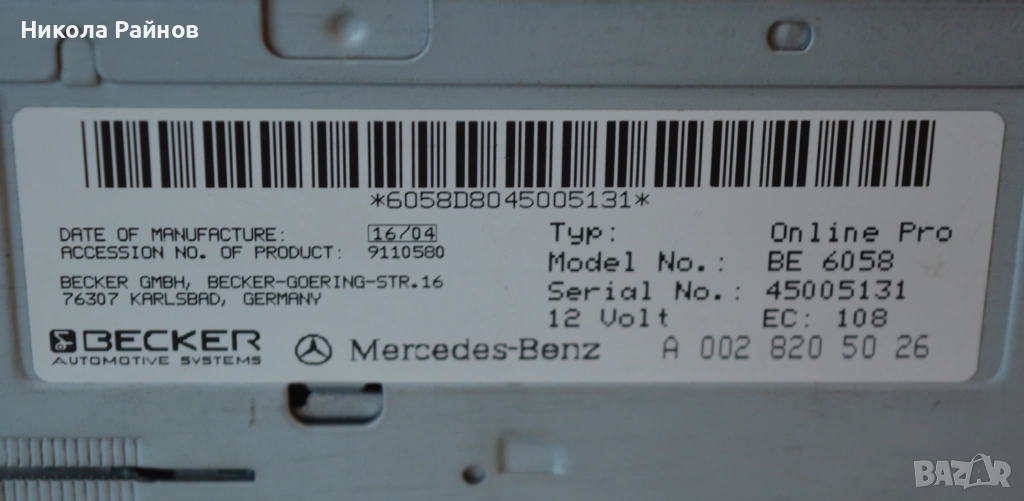 Никола Райнов
*6058D8045005131*
DATE OF MANUFACTURE: 16/04
ACCESSION NO. OF PRODUCT: 9110580
BECKER GMBH, BECKER-GOERING-STR.16
76307 KARLSBAD, GERMANY
BECKER
AUTOMOTIVE SYSTEMS
Typ: Online Pro
Model No.: BE 6058
Serial No.: 45005131
12 Volt EC: 108
Mercedes-Benz A 002 820 50 26
BAZAR